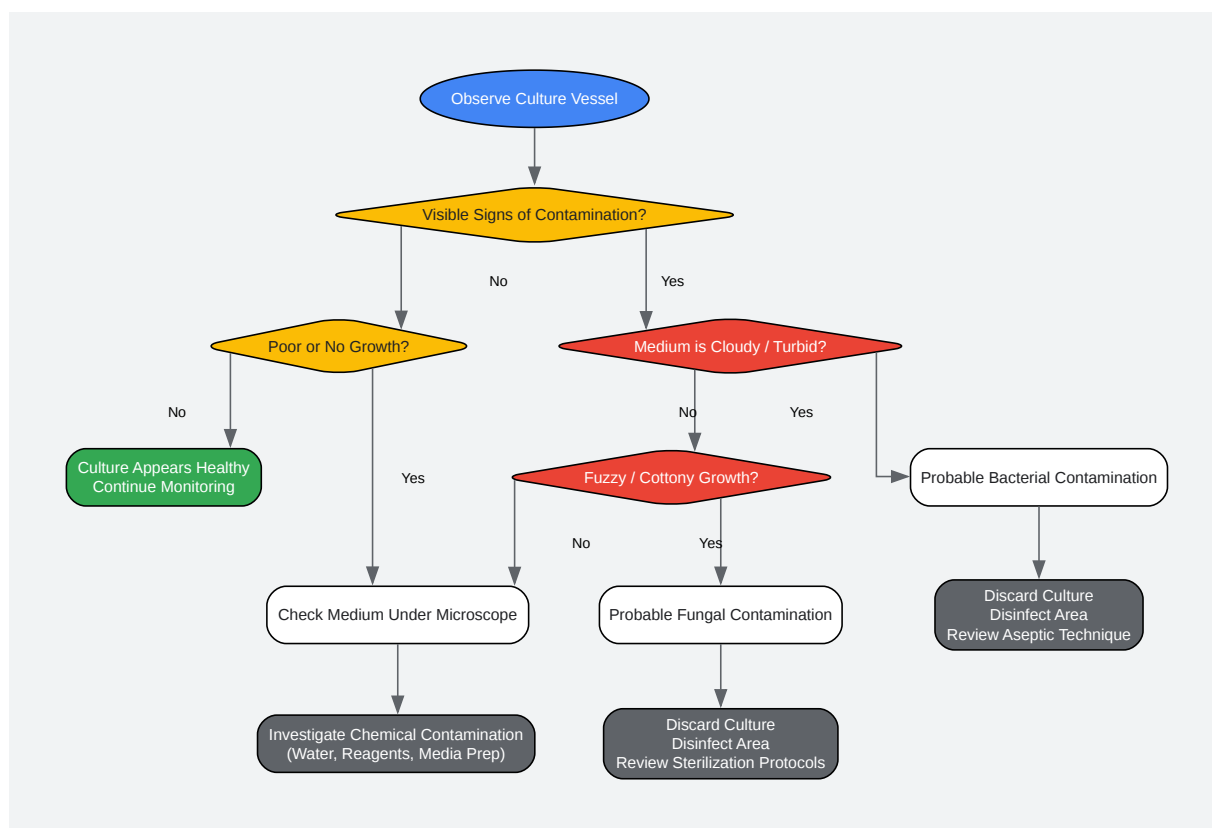 Observe Culture Vessel
Visible Signs of Contamination?
No
Yes
Poor or No Growth?
Medium is Cloudy / Turbid?
No
No
Yes
Culture Appears Healthy
Continue Monitoring
Yes
Fuzzy / Cottony Growth?
Probable Bacterial Contamination
No
Yes
Check Medium Under Microscope
Probable Fungal Contamination
Discard Culture
Disinfect Area
Review Aseptic Technique
Investigate Chemical Contamination
(Water, Reagents, Media Prep)
Discard Culture
Disinfect Area
Review Sterilization Protocols